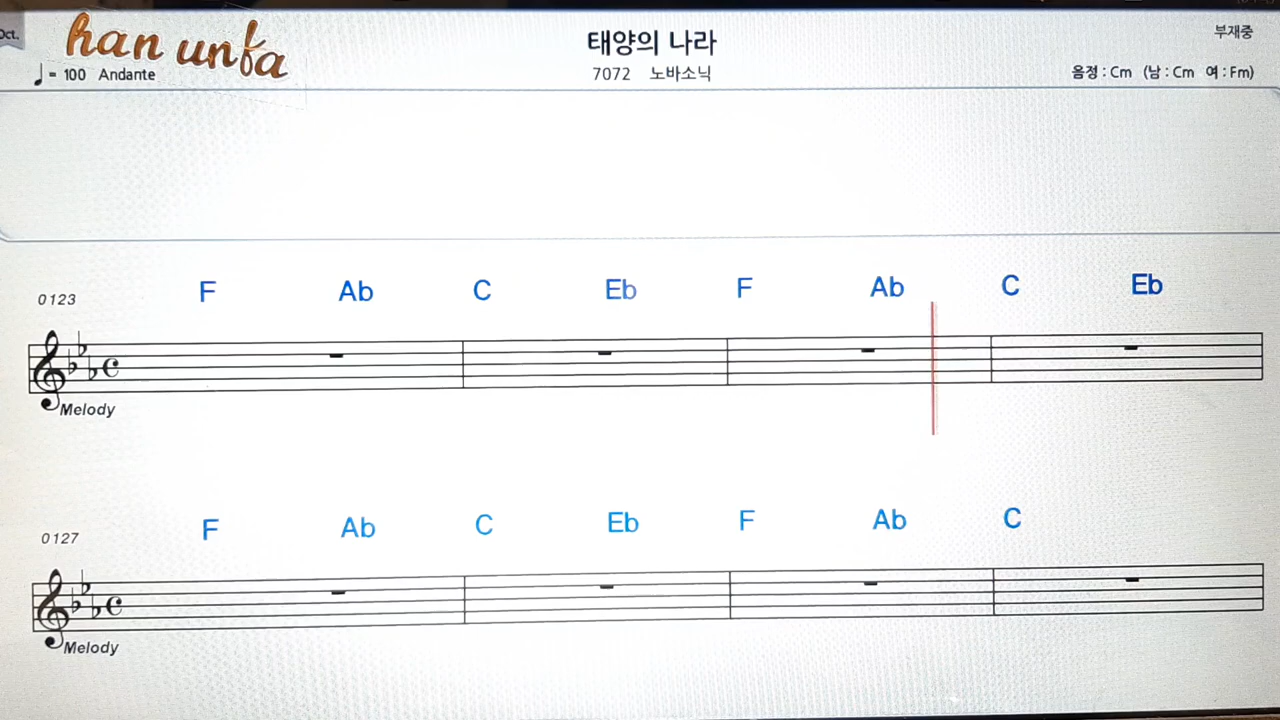 Oct.
han unfa
태양의 나라
부재중
♩= 100 Andante
7072 노바소닉
음정 : Cm (남 : Cm 여 : Fm)
F Ab C Eb F Ab C Eb
0123
Melody
F Ab C Eb F Ab C
0127
Melody